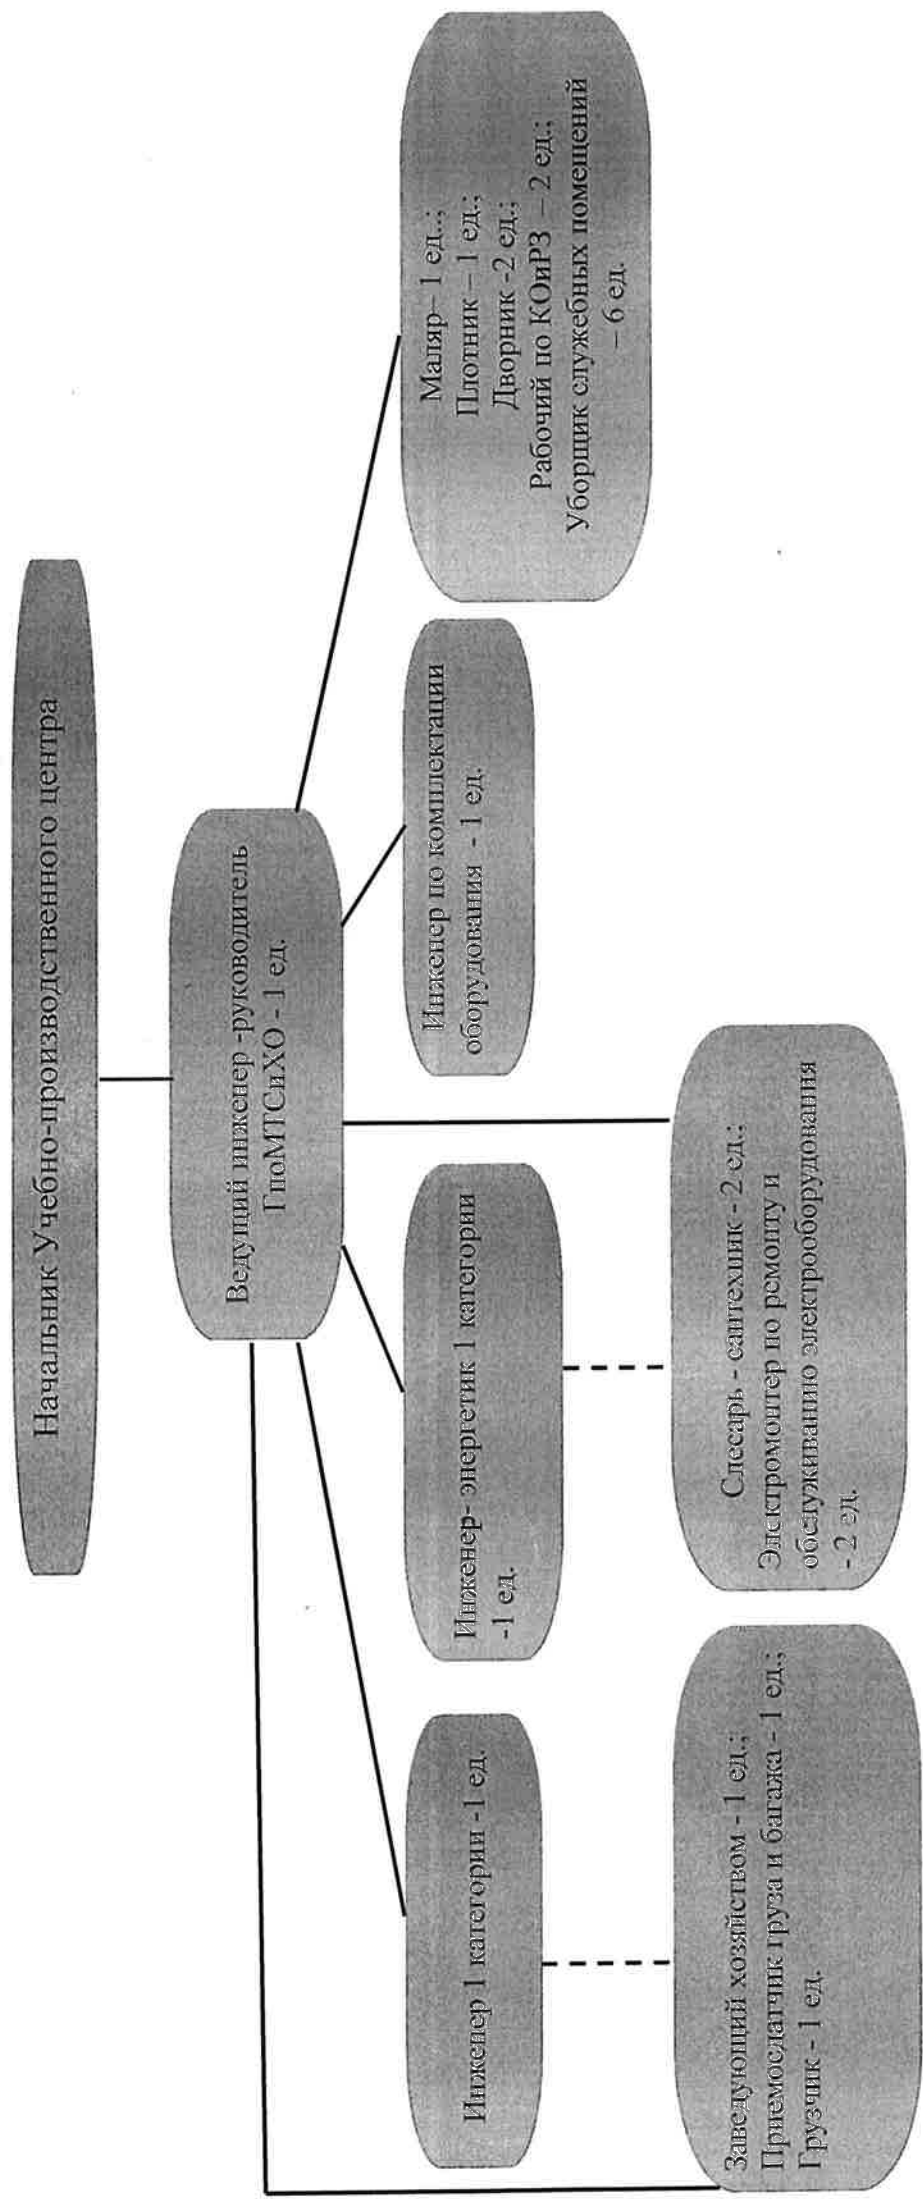 Начальник Учебно-производственного центра
Ведущий инженер -руководитель
ГпоМТСиХО - 1 ед.
Инженер 1 категории -1 ед.
Инженер- энергетик 1 категории
-1 ед.
Инженер по комплектации
оборудования - 1 ед.
Маляр– 1 ед..;
Плотник – 1 ед.;
Дворник -2 ед.;
Рабочий по КОиРЗ – 2 ед.;
Уборщик служебных помещений
– 6 ед.
Заведующий хозяйством - 1 ед.;
Приемосдатчик груза и багажа - 1 ед.;
Грузчик - 1 ед.
Слесарь - сантехник - 2 ед.;
Электромонтер по ремонту и
обслуживанию электрооборудования
- 2 ед.